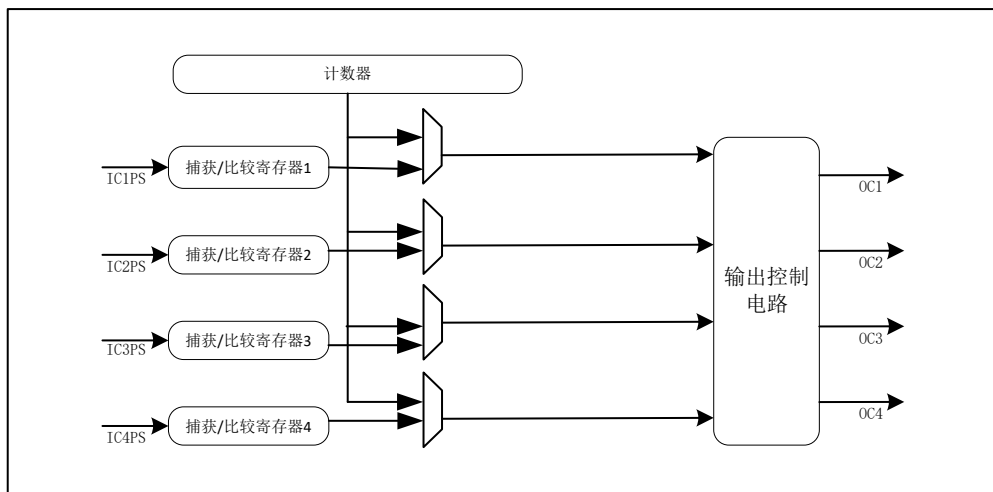 计数器
IC1PS
捕获/比较寄存器1
OC1
IC2PS
捕获/比较寄存器2
OC2
输出控制
电路
IC3PS
捕获/比较寄存器3
OC3
IC4PS
捕获/比较寄存器4
OC4